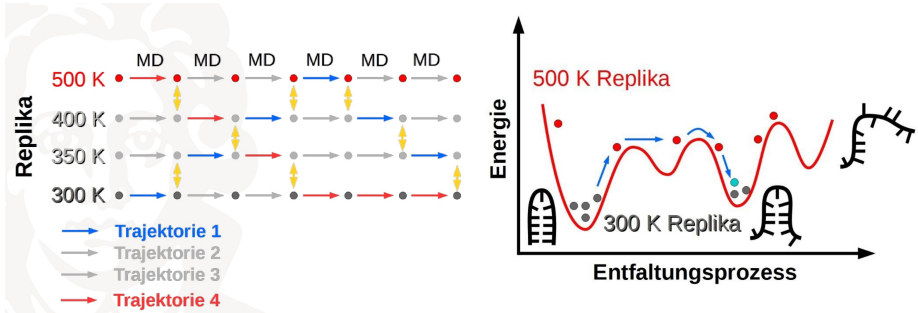 MD MD MD MD MD MD
500 K
400 K
350 K
300 K
Replika
Trajektorie 1
Trajektorie 2
Trajektorie 3
Trajektorie 4
Energie
500 K Replika
300 K Replika
Entfaltungsprozess